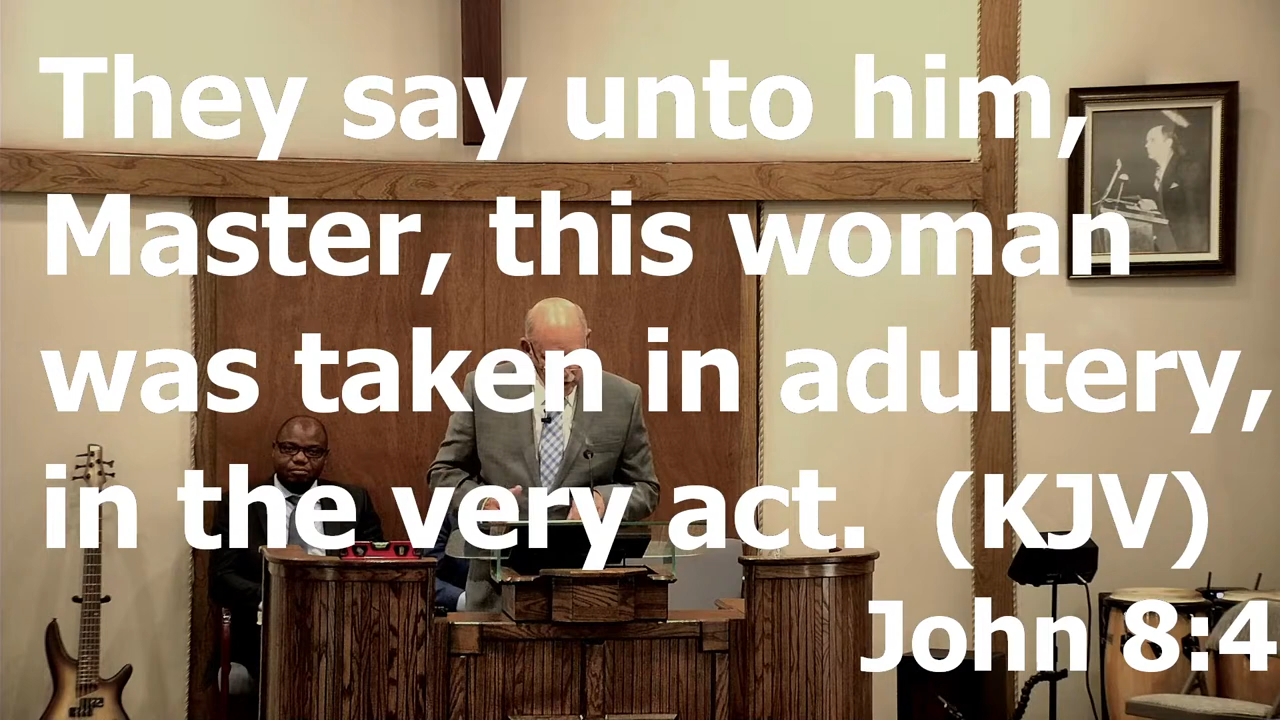 They say unto him,
Master, this woman
was taken in adultery,
in the very act. (KJV)
John 8:4